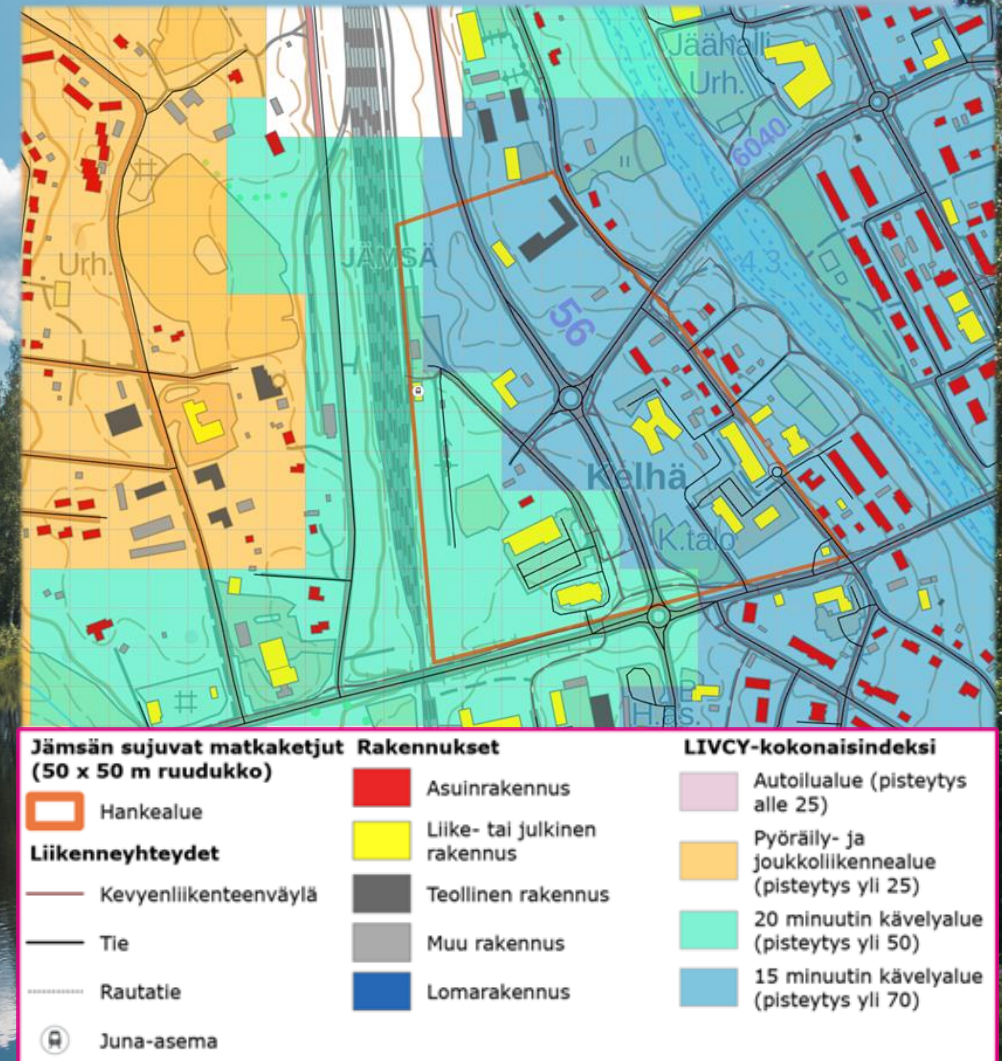 Jäähalli
Urh.
6040
II
Urh.
JÄMSÄ
4 3
56
Kelhä
K.talo
P
H.as.
Jämsän sujuvat matkaketjut
(50 x 50 m ruudukko)
Hankealue
Liikenneyhteydet
Kevyenliikenteenväylä
Tie
Rautatie
Juna-asema
Rakennukset
Asuinrakennus
Liike- tai julkinen
rakennus
Teollinen rakennus
Muu rakennus
Lomarakennus
LIVCY-kokonaisindeksi
Autoilualue (pisteytys
alle 25)
Pyöräily- ja
joukkoliikennealue
(pisteytys yli 25)
20 minuutin kävelyalue
(pisteytys yli 50)
15 minuutin kävelyalue
(pisteytys yli 70)